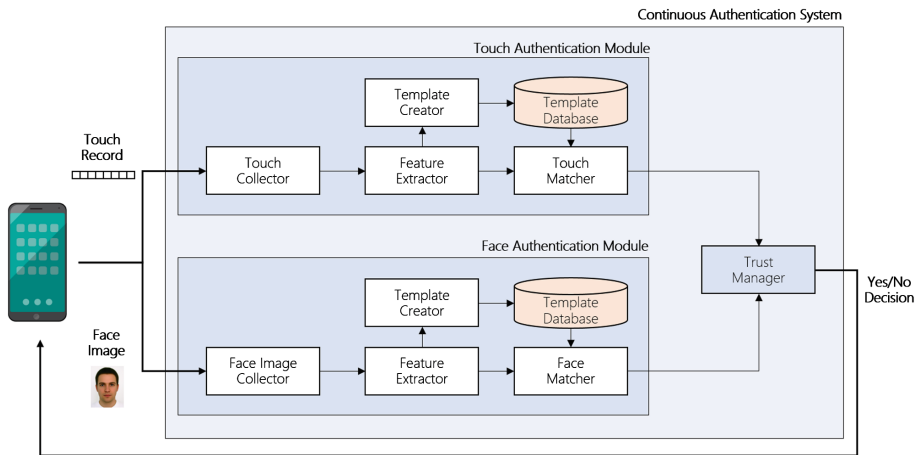 Continuous Authentication System
Touch Authentication Module
Template
Creator
Template
Database
Touch
Record
Touch
Collector
Feature
Extractor
Touch
Matcher
Face Authentication Module
Trust
Manager
Yes/No
Decision
Template
Creator
Template
Database
Face
Image
Face Image
Collector
Feature
Extractor
Face
Matcher